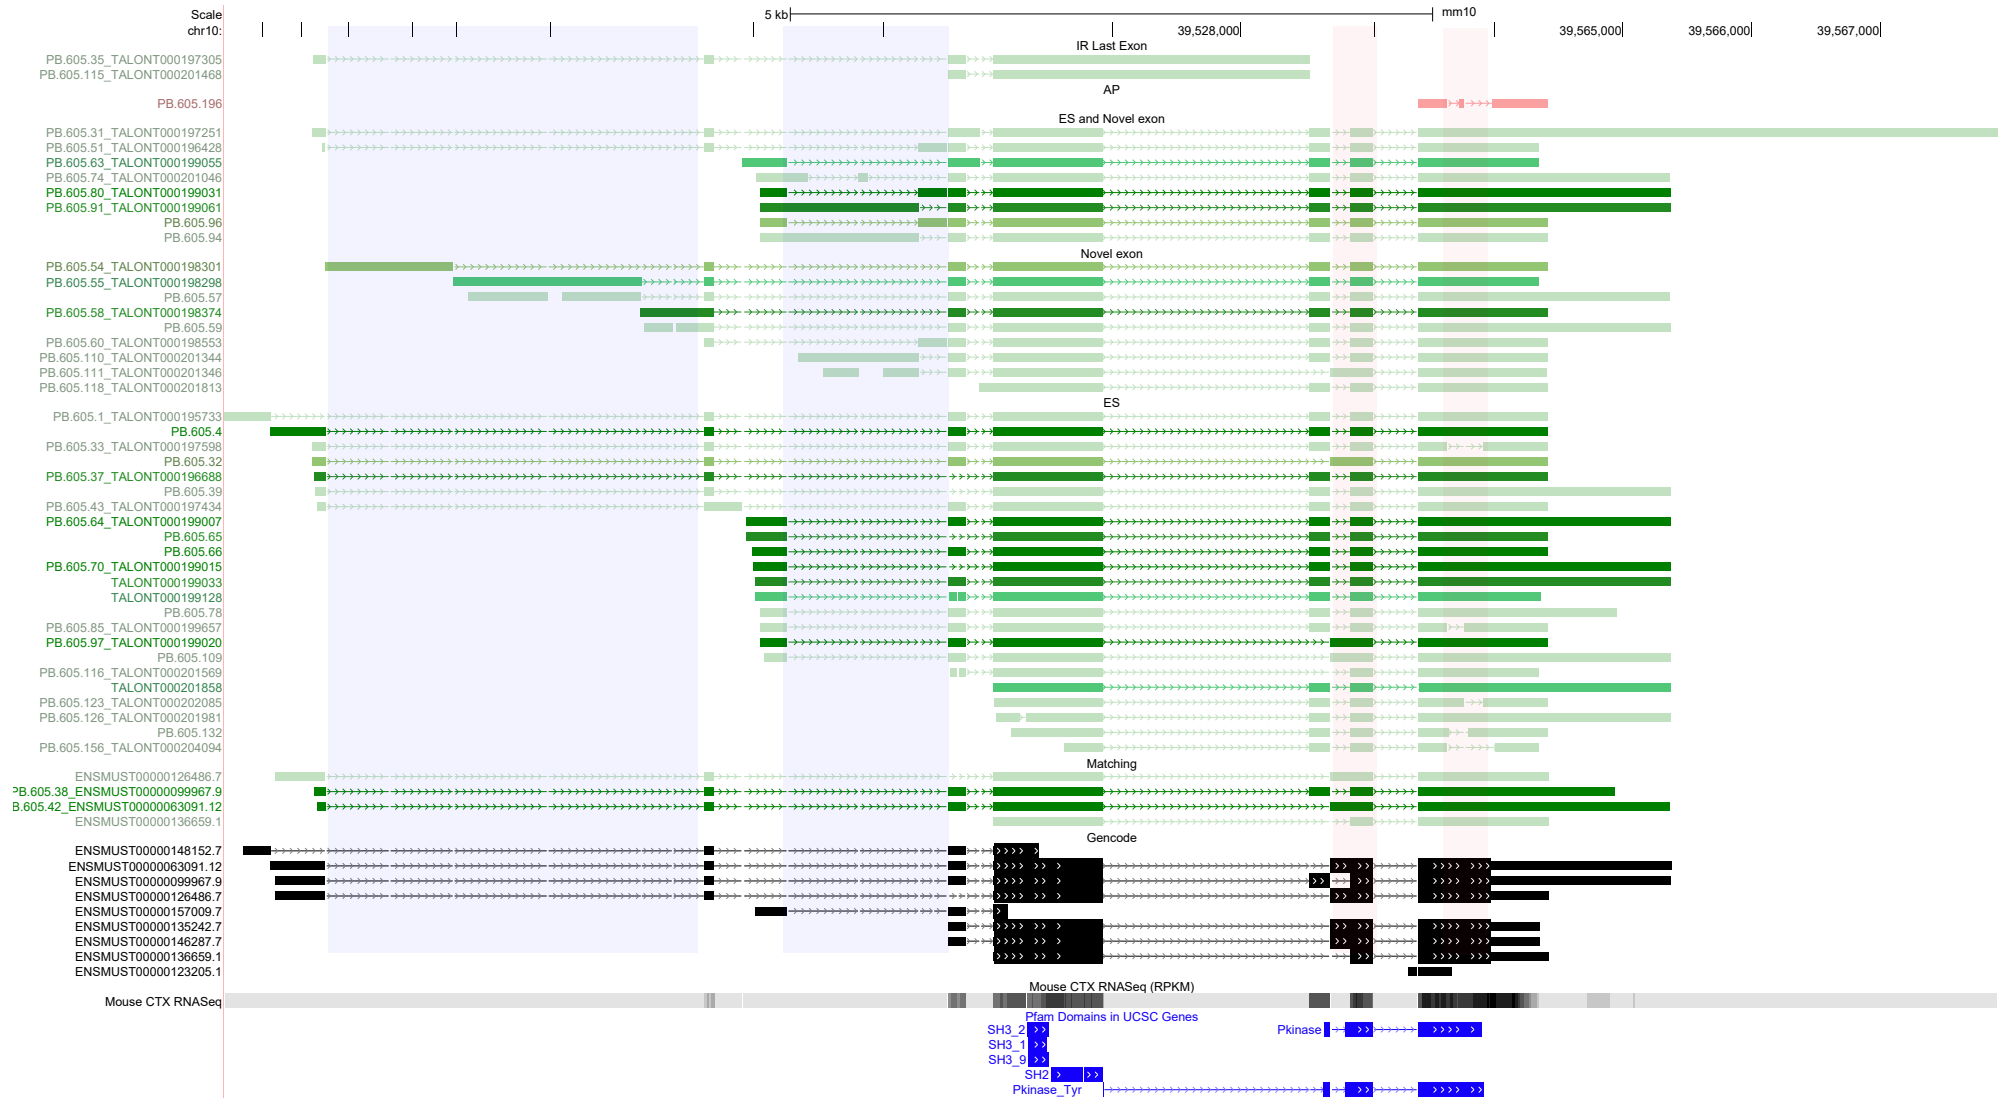 Scale 5 kb mm10
chr10: 39,528,000 39,565,000 39,566,000 39,567,000
IR Last Exon
PB.605.35_TALONT000197305
PB.605.115_TALONT000201468
AP
PB.605.196
ES and Novel exon
PB.605.31_TALONT000197251
PB.605.51_TALONT000196428
PB.605.63_TALONT000199055
PB.605.74_TALONT000201046
PB.605.80_TALONT000199031
PB.605.91_TALONT000199061
PB.605.96
PB.605.94
Novel exon
PB.605.54_TALONT000198301
PB.605.55_TALONT000198298
PB.605.57
PB.605.58_TALONT000198374
PB.605.59
PB.605.60_TALONT000198553
PB.605.110_TALONT000201344
PB.605.111_TALONT000201346
PB.605.118_TALONT000201813
ES
PB.605.1_TALONT000195733
PB.605.4
PB.605.33_TALONT000197598
PB.605.32
PB.605.37_TALONT000196688
PB.605.39
PB.605.43_TALONT000197434
PB.605.64_TALONT000199007
PB.605.65
PB.605.66
PB.605.70_TALONT000199015
TALONT000199033
TALONT000199128
PB.605.78
PB.605.85_TALONT000199657
PB.605.97_TALONT000199020
PB.605.109
PB.605.116_TALONT000201569
TALONT000201858
PB.605.123_TALONT000202085
PB.605.126_TALONT000201981
PB.605.132
PB.605.156_TALONT000204094
Matching
ENSMUST00000126486.7
PB.605.38_ENSMUST00000099967.9
B.605.42_ENSMUST00000063091.12
ENSMUST00000136659.1
Gencode
ENSMUST00000148152.7
ENSMUST00000063091.12
ENSMUST00000099967.9
ENSMUST00000126486.7
ENSMUST00000157009.7
ENSMUST00000135242.7
ENSMUST00000146287.7
ENSMUST00000136659.1
ENSMUST00000123205.1
Mouse CTX RNASeq (RPKM)
Mouse CTX RNASeq
Pfam Domains in UCSC Genes
SH3_2 Pkinase
SH3_1
SH3_9
SH2
Pkinase_Tyr